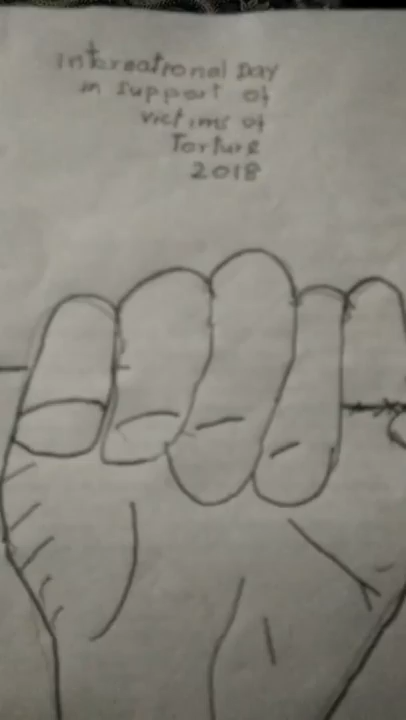 international Day
in support of
victims of
Torture
2018